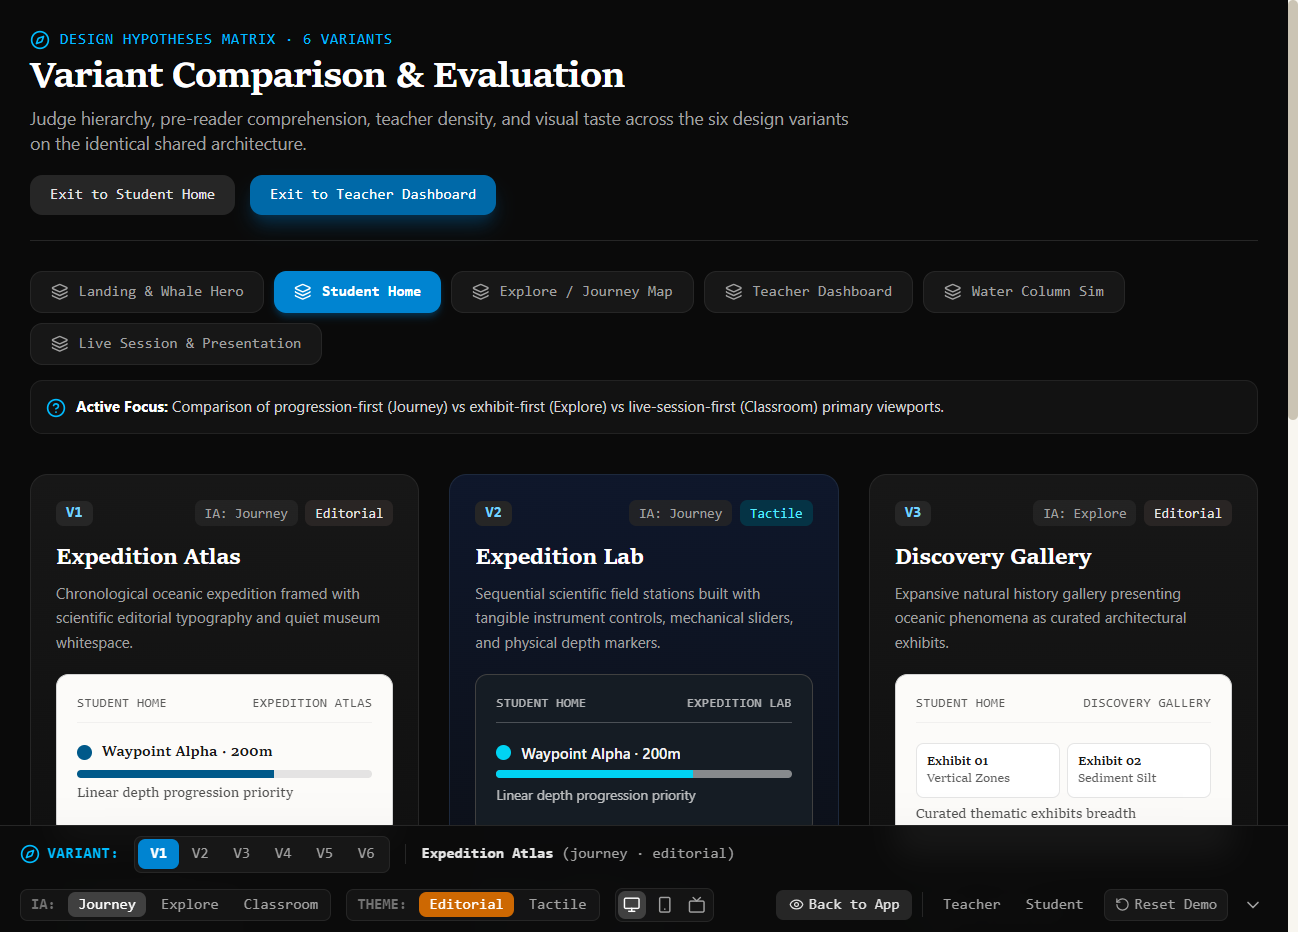 DESIGN HYPOTHESES MATRIX · 6 VARIANTS
Variant Comparison & Evaluation
Judge hierarchy, pre-reader comprehension, teacher density, and visual taste across the six design variants
on the identical shared architecture.
Exit to Student Home
Exit to Teacher Dashboard
Landing & Whale Hero
Student Home
Explore / Journey Map
Teacher Dashboard
Water Column Sim
Live Session & Presentation
Active Focus: Comparison of progression-first (Journey) vs exhibit-first (Explore) vs live-session-first (Classroom) primary viewports.
V1
IA: Journey
Editorial
Expedition Atlas
Chronological oceanic expedition framed with
scientific editorial typography and quiet museum
whitespace.
STUDENT HOME
EXPEDITION ATLAS
Waypoint Alpha · 200m
Linear depth progression priority
V2
IA: Journey
Tactile
Expedition Lab
Sequential scientific field stations built with
tangible instrument controls, mechanical sliders,
and physical depth markers.
STUDENT HOME
EXPEDITION LAB
Waypoint Alpha · 200m
Linear depth progression priority
V3
IA: Explore
Editorial
Discovery Gallery
Expansive natural history gallery presenting
oceanic phenomena as curated architectural
exhibits.
STUDENT HOME
DISCOVERY GALLERY
Exhibit 01
Vertical Zones
Exhibit 02
Sediment Silt
Curated thematic exhibits breadth
VARIANT:
V1
V2
V3
V4
V5
V6
Expedition Atlas (journey · editorial)
IA:
Journey
Explore
Classroom
THEME:
Editorial
Tactile
Back to App
Teacher
Student
Reset Demo